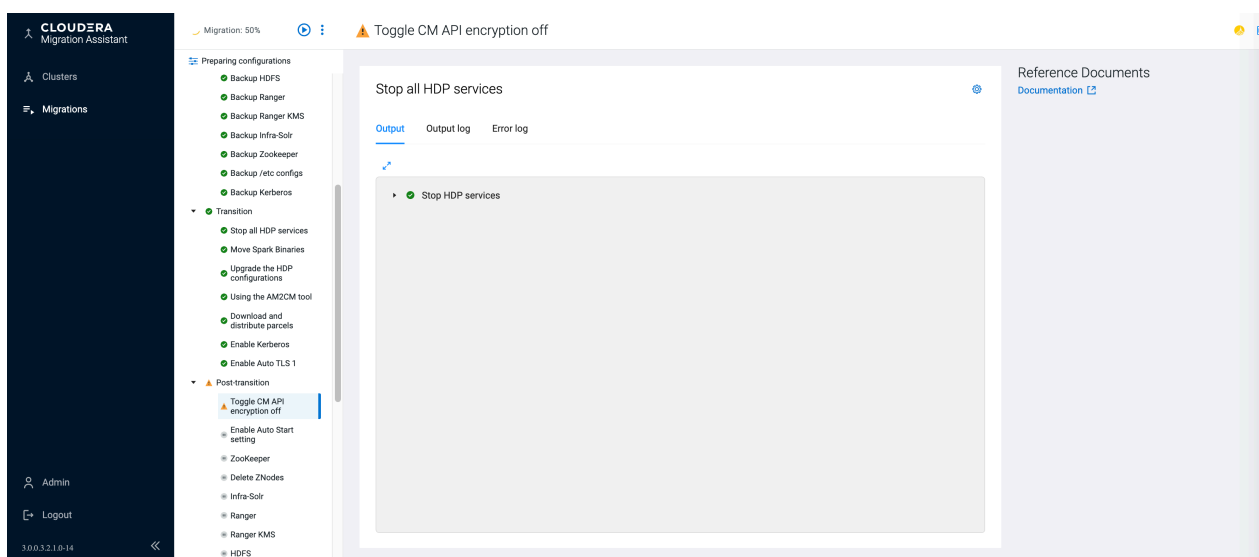 CLOUDERA
Migration Assistant
Clusters
Migrations
Admin
Logout
3.0.0.3.2.1.0-14
Migration: 50%
Preparing configurations
Backup HDFS
Backup Ranger
Backup Ranger KMS
Backup Infra-Solr
Backup Zookeeper
Backup /etc configs
Backup Kerberos
Transition
Stop all HDP services
Move Spark Binaries
Upgrade the HDP
configurations
Using the AM2CM tool
Download and
distribute parcels
Enable Kerberos
Enable Auto TLS 1
Post-transition
Toggle CM API
encryption off
Enable Auto Start
setting
ZooKeeper
Delete ZNodes
Infra-Solr
Ranger
Ranger KMS
HDFS
Toggle CM API encryption off
Stop all HDP services
Output Output log Error log
Stop HDP services
Reference Documents
Documentation